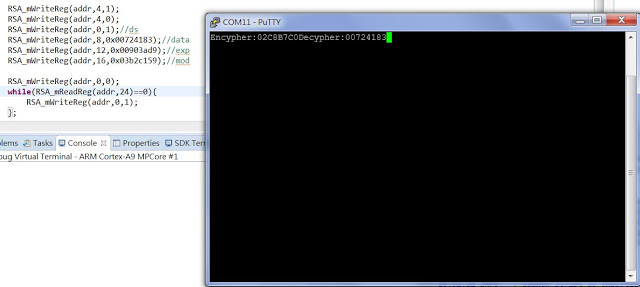 RSA_mWriteReg(addr,4,1);
RSA_mWriteReg(addr,4,0);
RSA_mWriteReg(addr,0,1);//ds
RSA_mWriteReg(addr,8,0x00724183);//data
RSA_mWriteReg(addr,12,0x00903ad9);//exp
RSA_mWriteReg(addr,16,0x03b2c159);//mod
RSA_mWriteReg(addr,0,0);
while(RSA_mReadReg(addr,24)==0){
RSA_mWriteReg(addr,0,1);
};
oblems Tasks Console Properties SDK Terr
oug Virtual Terminal - ARM Cortex-A9 MPCore #1
COM11 - PuTTY
Encypher:02C8B7C0Decypher:00724183